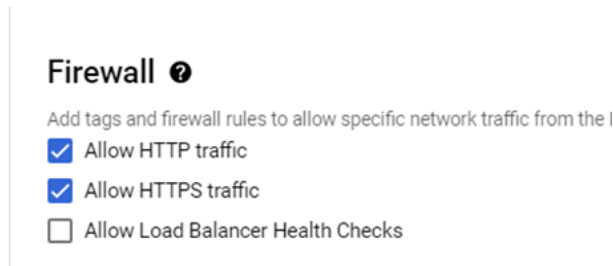 Firewall ?
Add tags and firewall rules to allow specific network traffic from the
Allow HTTP traffic
Allow HTTPS traffic
Allow Load Balancer Health Checks